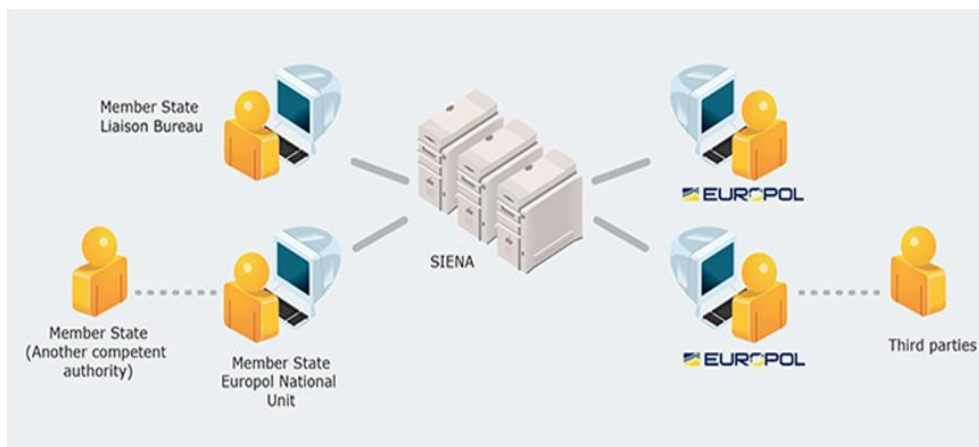 Member State
Liaison Bureau
EUROPOL
SIENA
Member State
(Another competent
authority)
Member State
Europol National
Unit
EUROPOL
Third parties